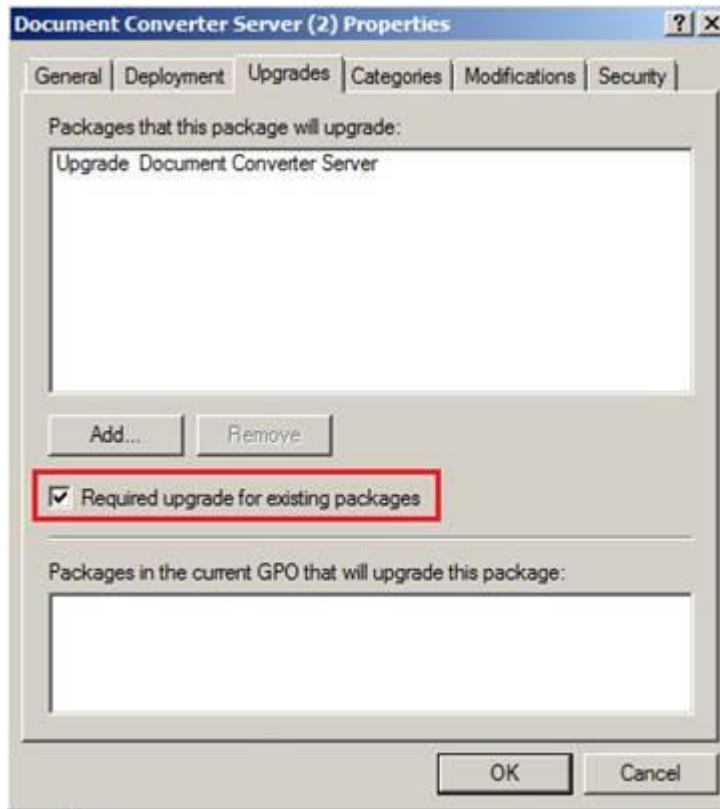 Document Converter Server (2) Properties
General Deployment Upgrades Categories Modifications Security
Packages that this package will upgrade:
Upgrade Document Converter Server
Add... Remove
Required upgrade for existing packages
Packages in the current GPO that will upgrade this package:
OK Cancel